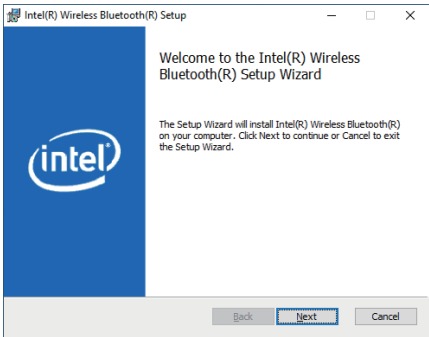 Intel(R) Wireless Bluetooth(R) Setup
Welcome to the Intel(R) Wireless
Bluetooth(R) Setup Wizard
The Setup Wizard will install Intel(R) Wireless Bluetooth(R)
on your computer. Click Next to continue or Cancel to exit
the Setup Wizard.
intel
Back Next Cancel